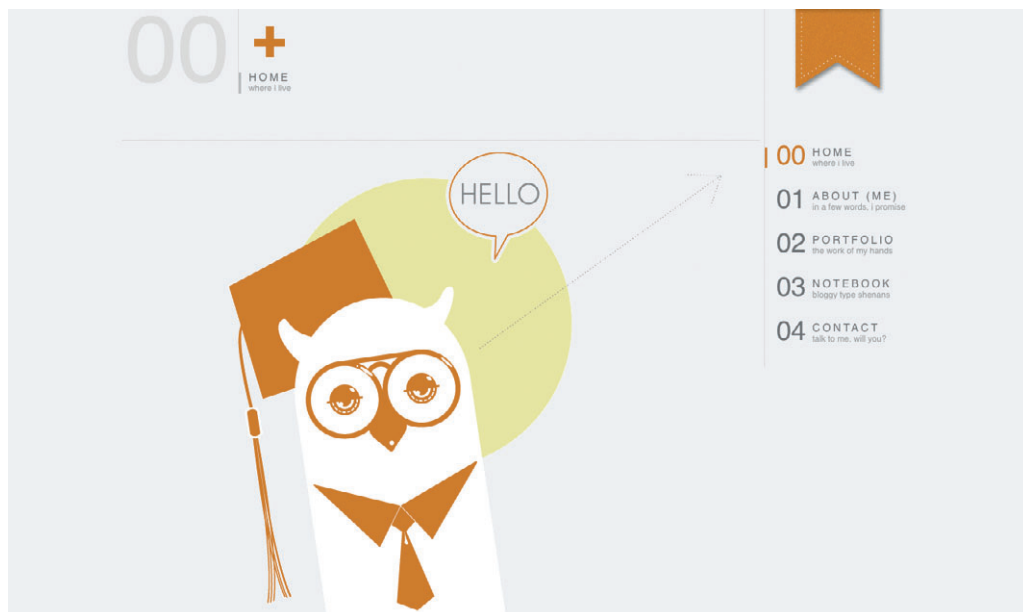 00
HOME
where i live
HELLO
00 HOME
where i live
01 ABOUT (ME)
in a few words, i promise
02 PORTFOLIO
the work of my hands
03 NOTEBOOK
bloggy type shenans
04 CONTACT
talk to me, will you?